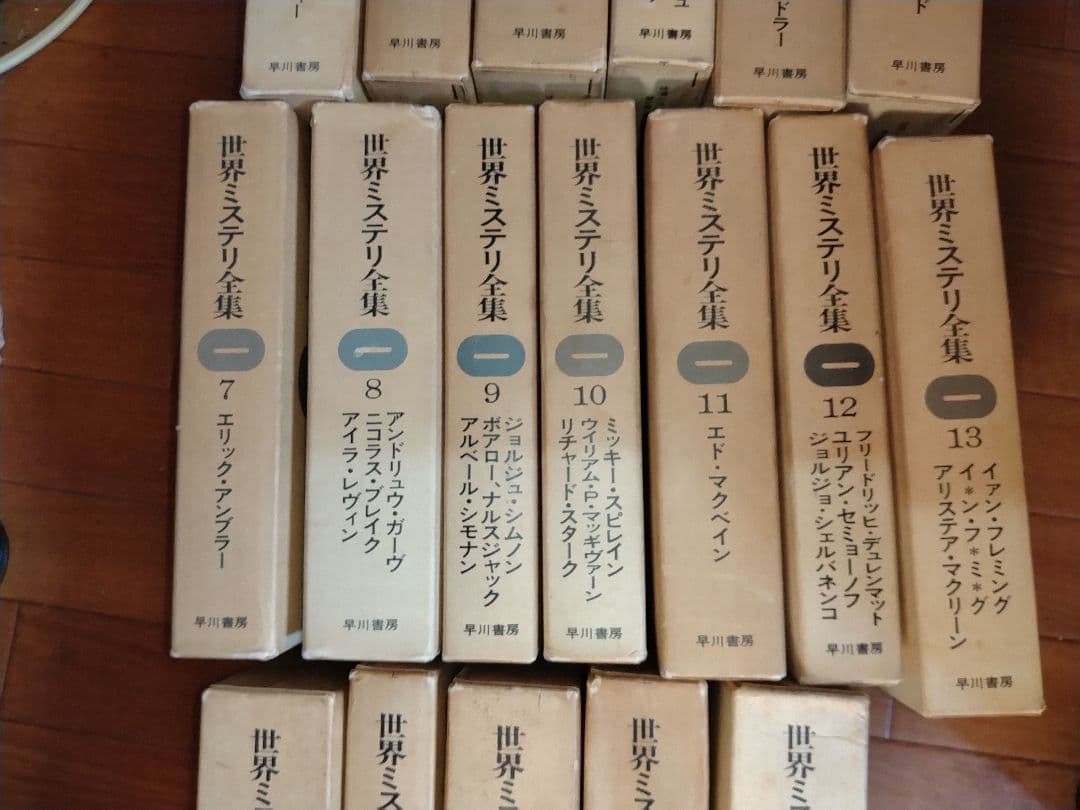 ー
早川書房
早川書房
早川書房
ュ
早川書房
ドラー
早川書房
ド
早川書房
世界ミステリ全集
7
エリック・アンブラー
早川書房
世界ミステリ全集
8
アンドリュウ・ガーヴ
ニコラス・ブレイク
アイラ・レヴィン
早川書房
世界ミステリ全集
9
ジョルジュ・シムノン
ボアロー、ナルスジャック
アルベール・シモナン
早川書房
世界ミステリ全集
10
ミッキー・スピレイン
ウイリアム・P・マッギヴァーン
リチャード・スターク
早川書房
世界ミステリ全集
11
エド・マクベイン
早川書房
世界ミステリ全集
12
フリードリッヒ・デュレンマット
ユリアン・セミョーノフ
ジョルジョ・シェルバネンコ
早川書房
世界ミステリ全集
13
イァン・フレミング
イ＊ン・フ＊ミ＊グ
アリステア・マクリーン
早川書房
世界ミ
世界ミス
世界ミ
世界ミス
世界ミ